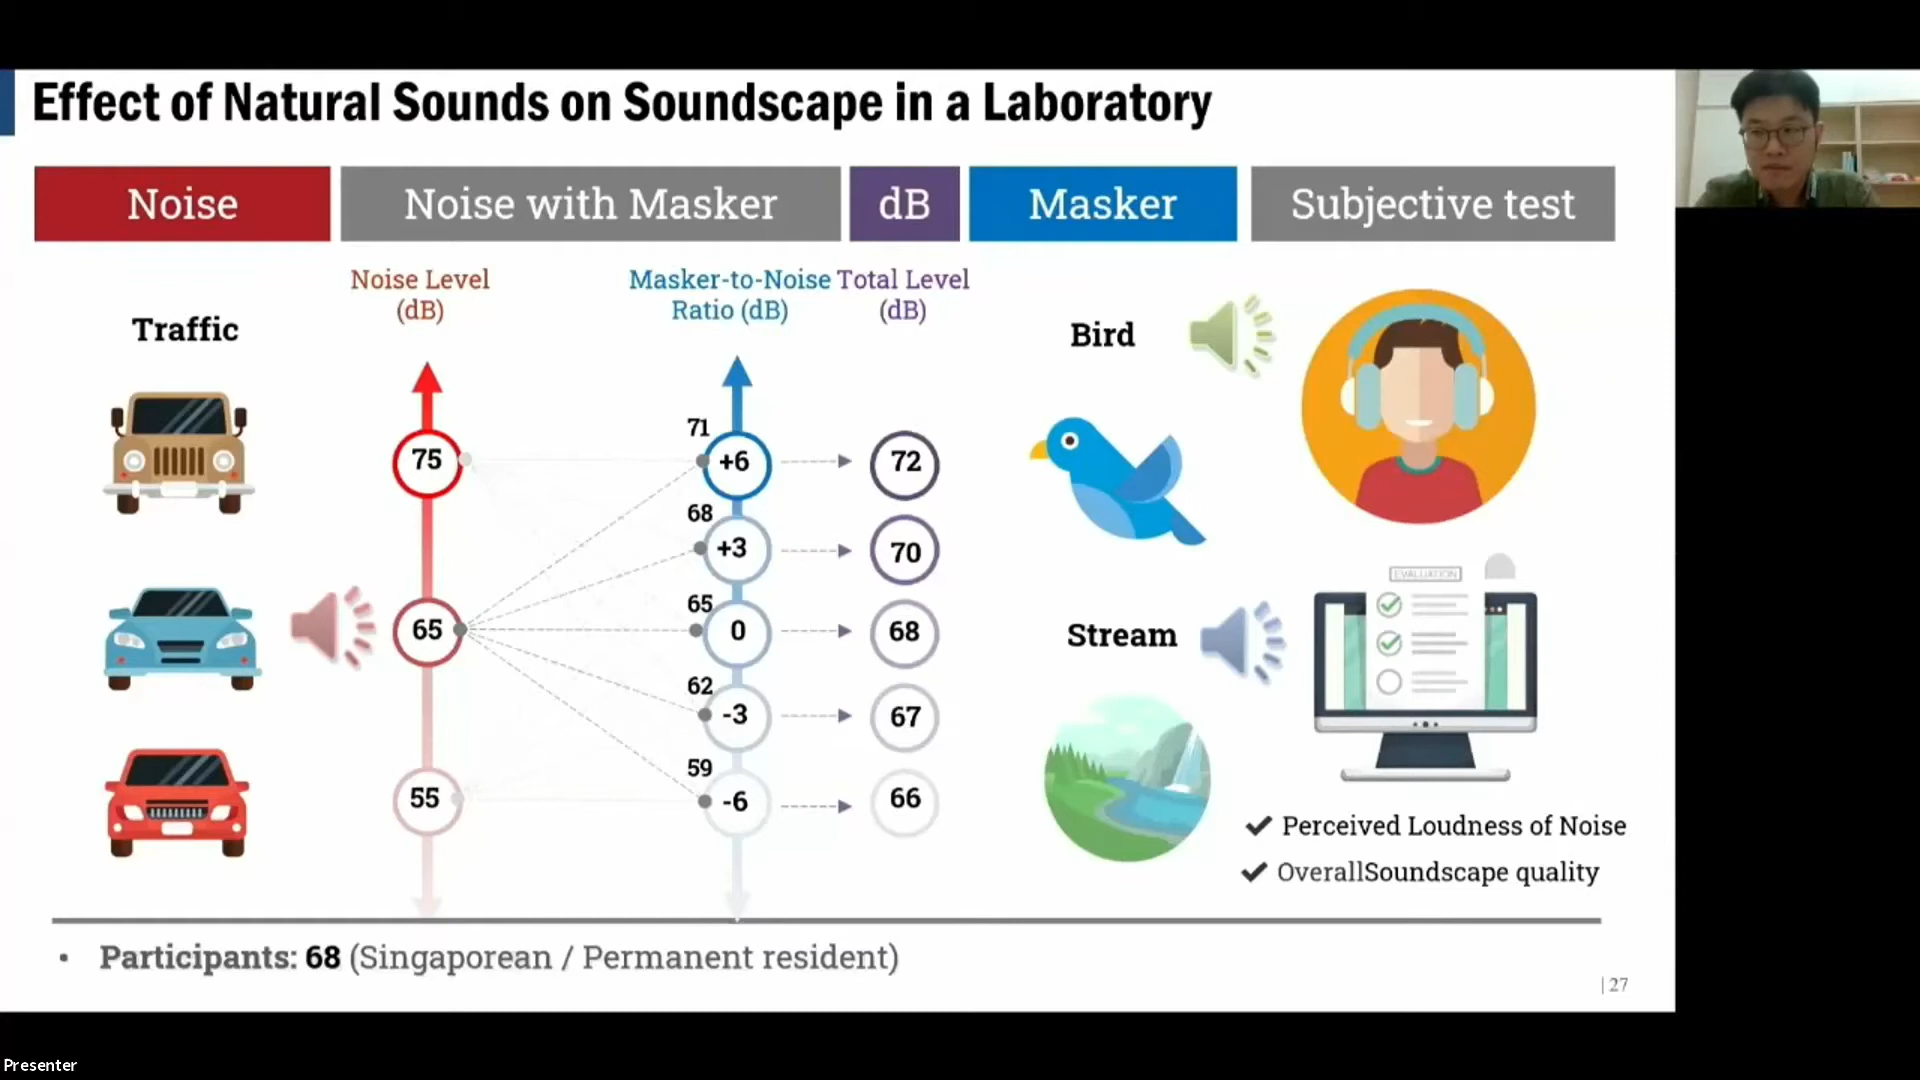 Effect of Natural Sounds on Soundscape in a Laboratory
Noise
Noise with Masker
dB
Masker
Subjective test
Noise Level
(dB)
Masker-to-Noise
Ratio (dB)
Total Level
(dB)
Traffic
Bird
71
75
+6
72
68
+3
70
65
65
0
68
62
-3
67
59
55
-6
66
Stream
EVALUATION
Perceived Loudness of Noise
OverallSoundscape quality
• Participants: 68 (Singaporean / Permanent resident)
| 27
Presenter